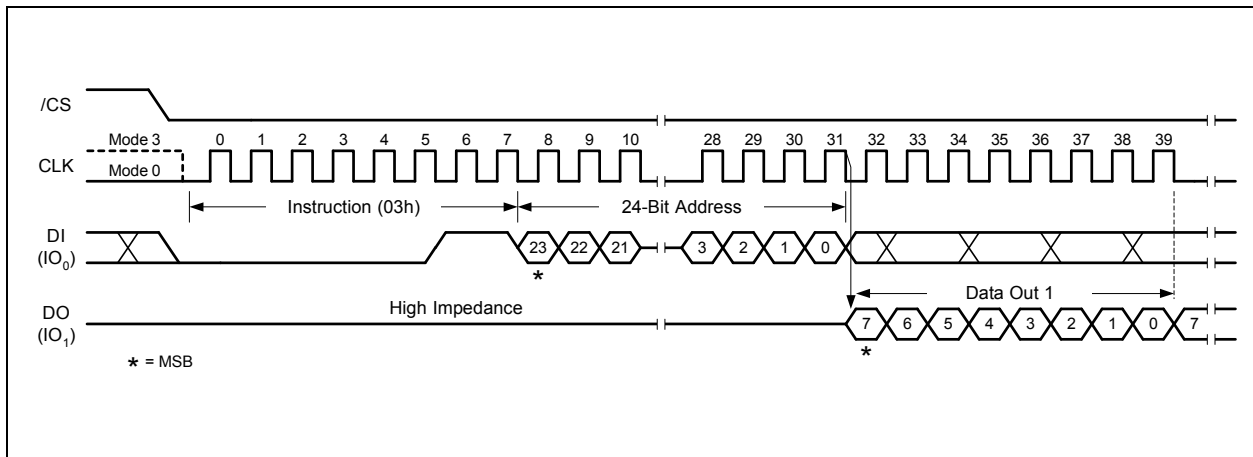 /CS
Mode 3 0 1 2 3 4 5 6 7 8 9 10 28 29 30 31 32 33 34 35 36 37 38 39
CLK Mode 0
Instruction (03h) 24-Bit Address
DI
(IO₀)
23 22 21 3 2 1 0
*
Data Out 1
High Impedance
DO
(IO₁)
7 6 5 4 3 2 1 0 7
*
* = MSB